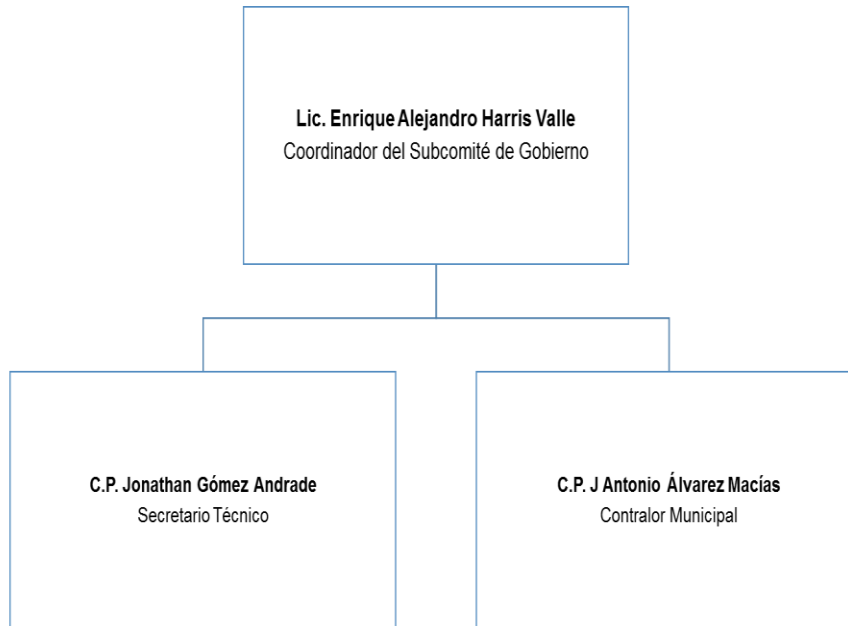 Lic. Enrique Alejandro Harris Valle
Coordinador del Subcomité de Gobierno
C.P. Jonathan Gómez Andrade
Secretario Técnico
C.P. J Antonio Álvarez Macías
Contralor Municipal